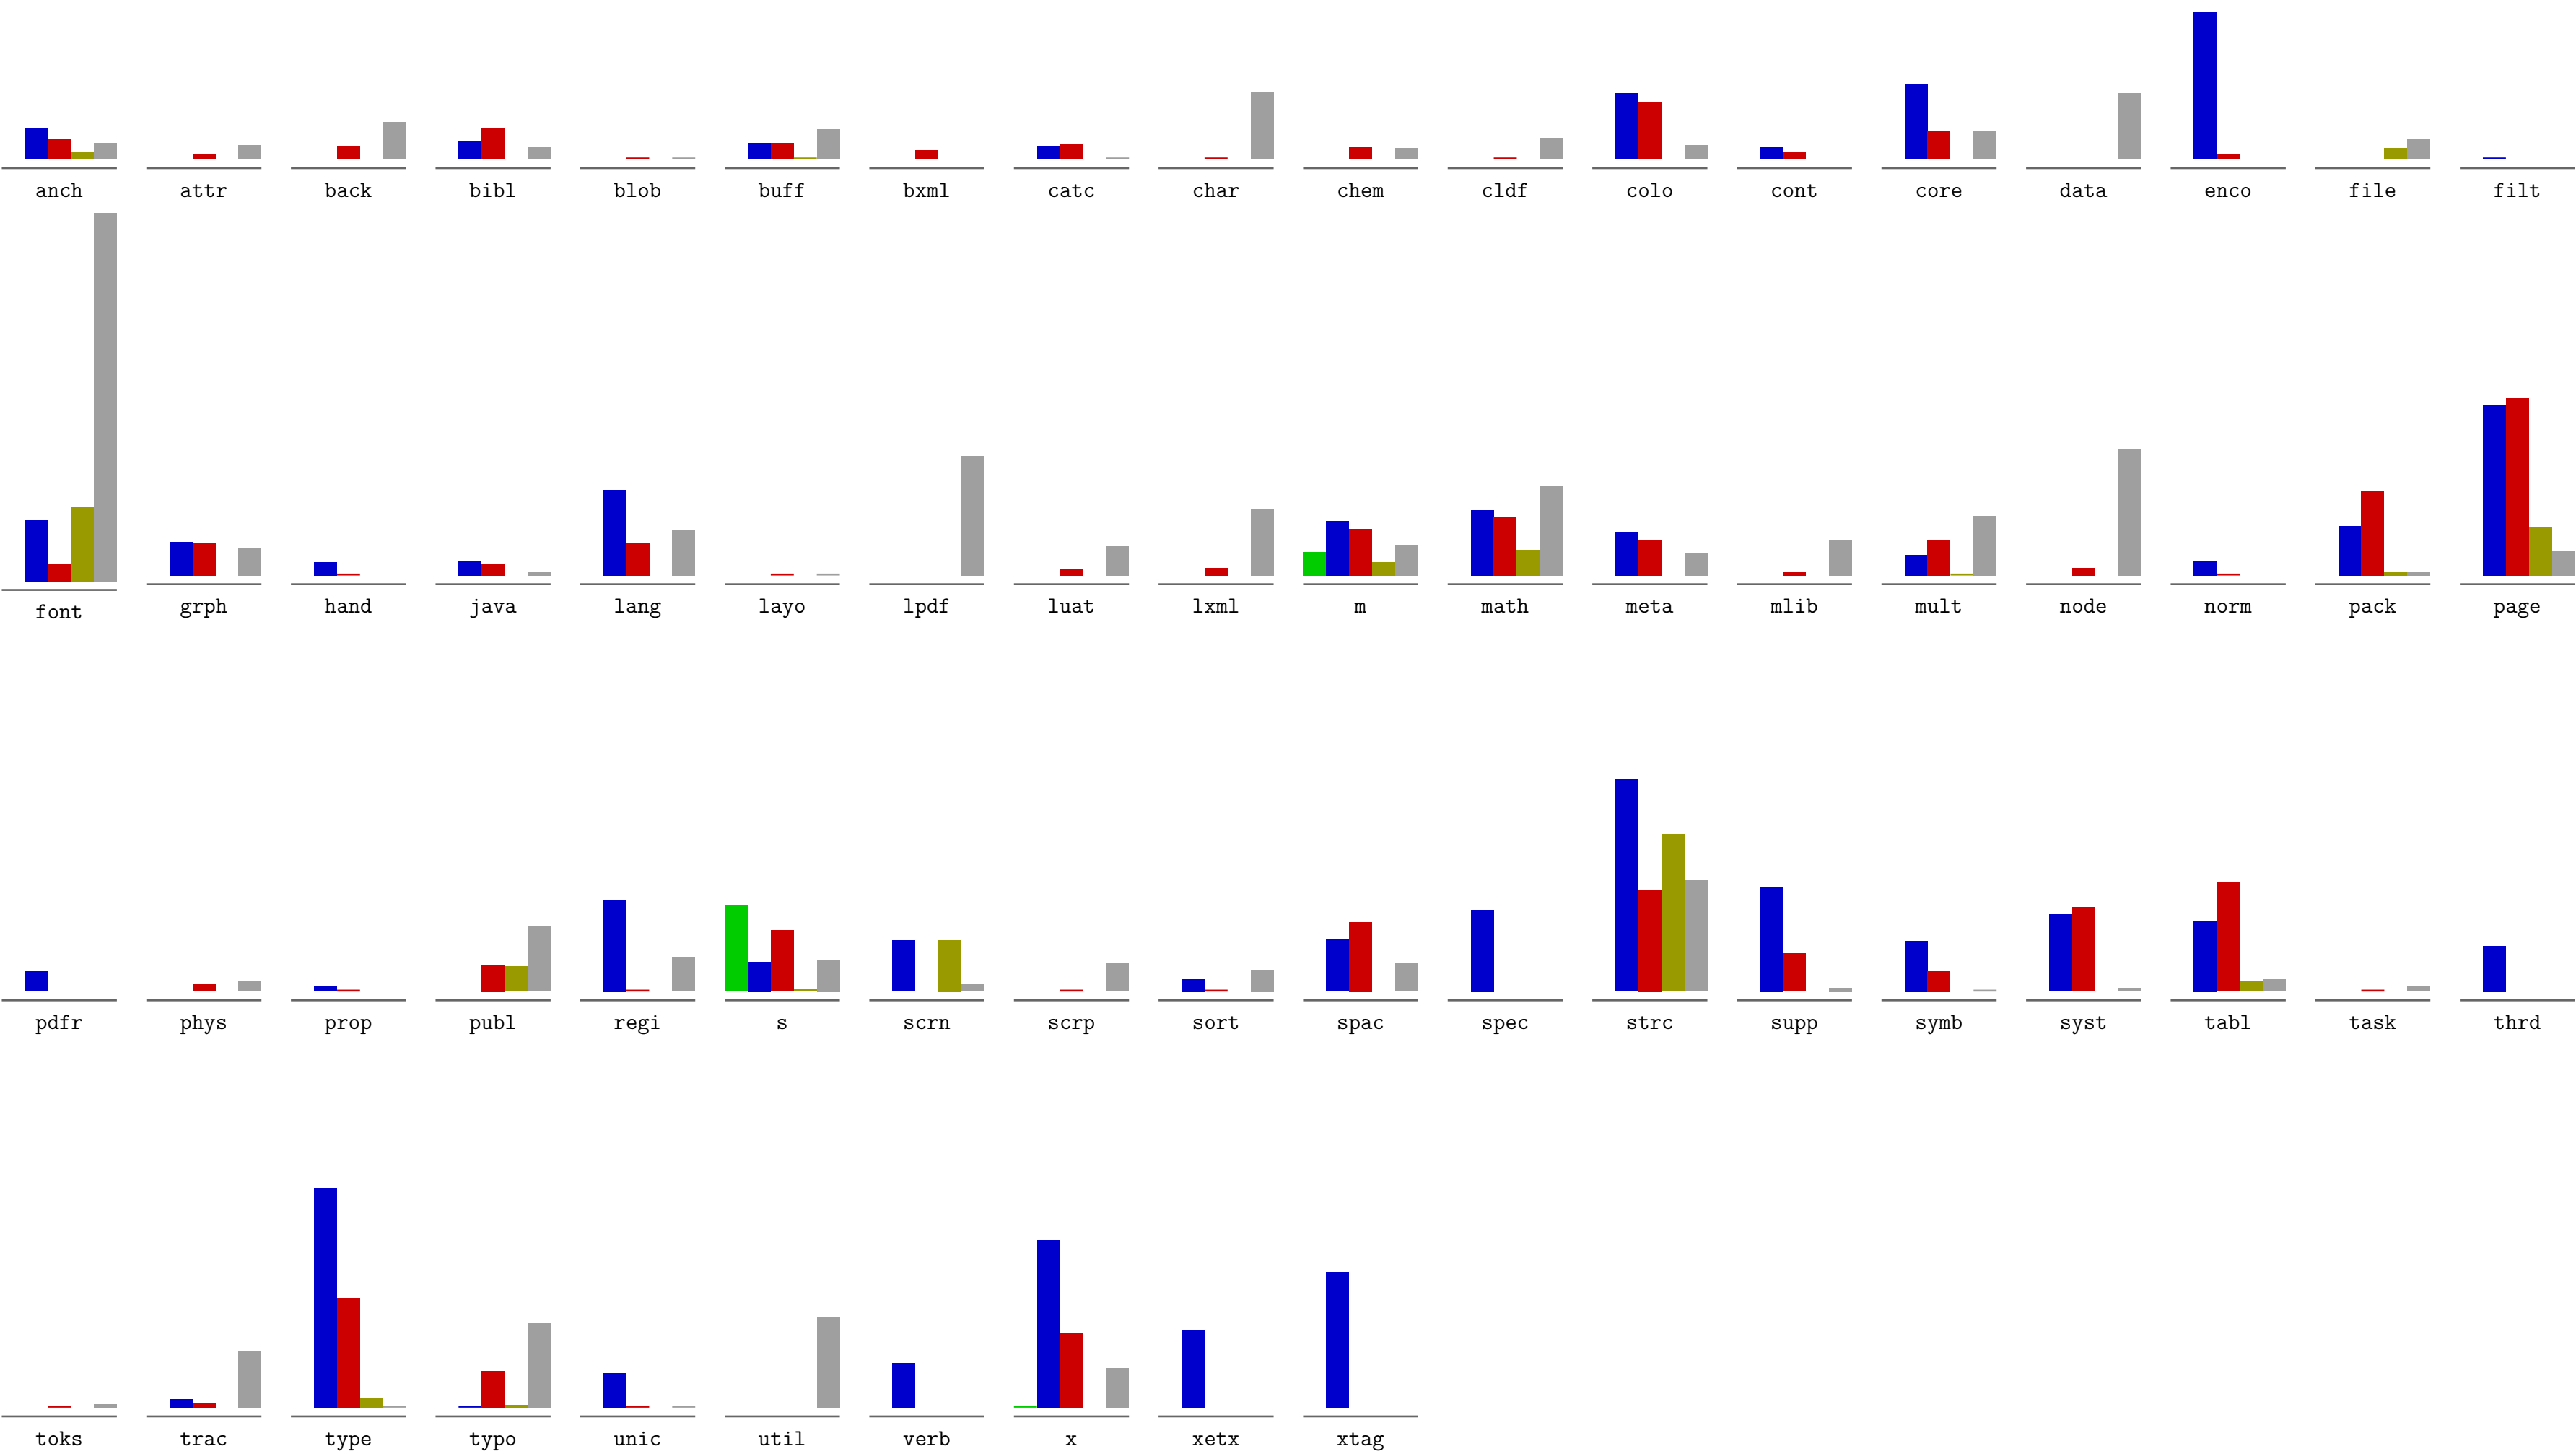 anch attr back bibl blob buff bxml catc char chem cldf colo cont core data enco file filt
font grph hand java lang layo lpdf luat lxml m math meta mlib mult node norm pack page
pdfr phys prop publ regi s scrn scrp sort spac spec strc supp symb syst tabl task thrd
toks trac type typo unic util verb x xetx xtag